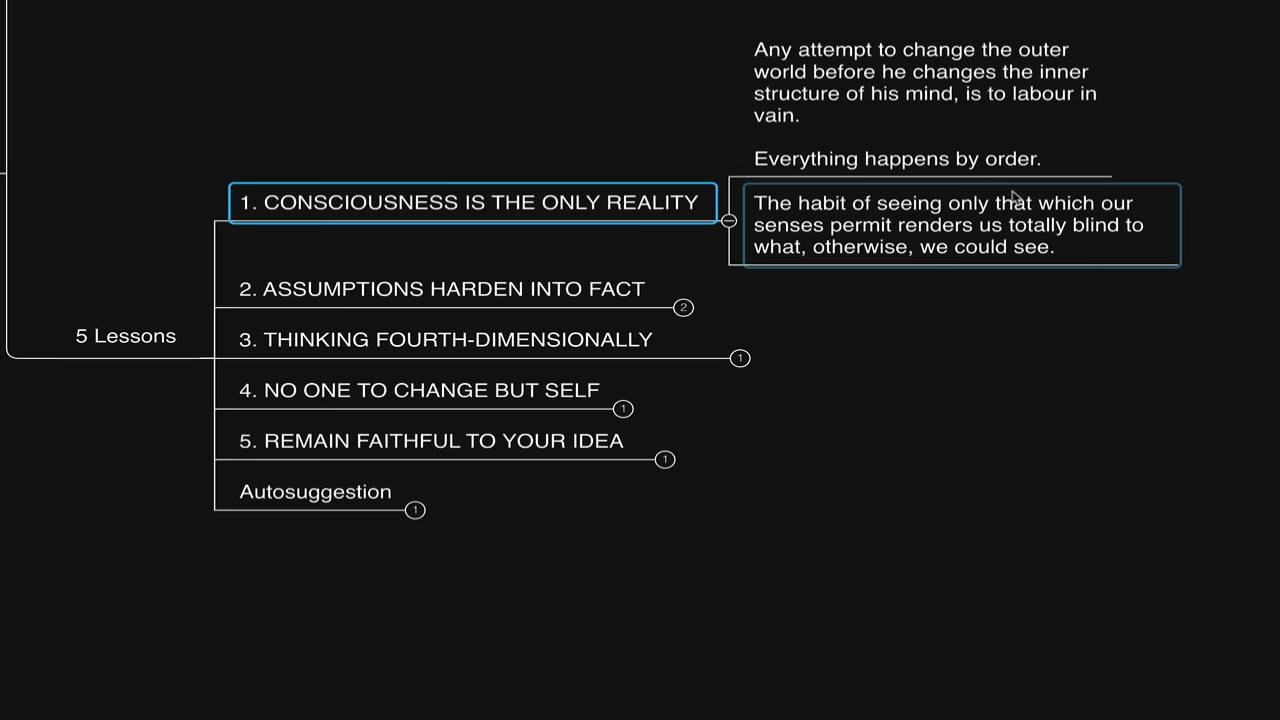 Any attempt to change the outer
world before he changes the inner
structure of his mind, is to labour in
vain.
Everything happens by order.
1. CONSCIOUSNESS IS THE ONLY REALITY
The habit of seeing only that which our
senses permit renders us totally blind to
what, otherwise, we could see.
2. ASSUMPTIONS HARDEN INTO FACT
2
5 Lessons
3. THINKING FOURTH-DIMENSIONALLY
1
4. NO ONE TO CHANGE BUT SELF
1
5. REMAIN FAITHFUL TO YOUR IDEA
1
Autosuggestion
1